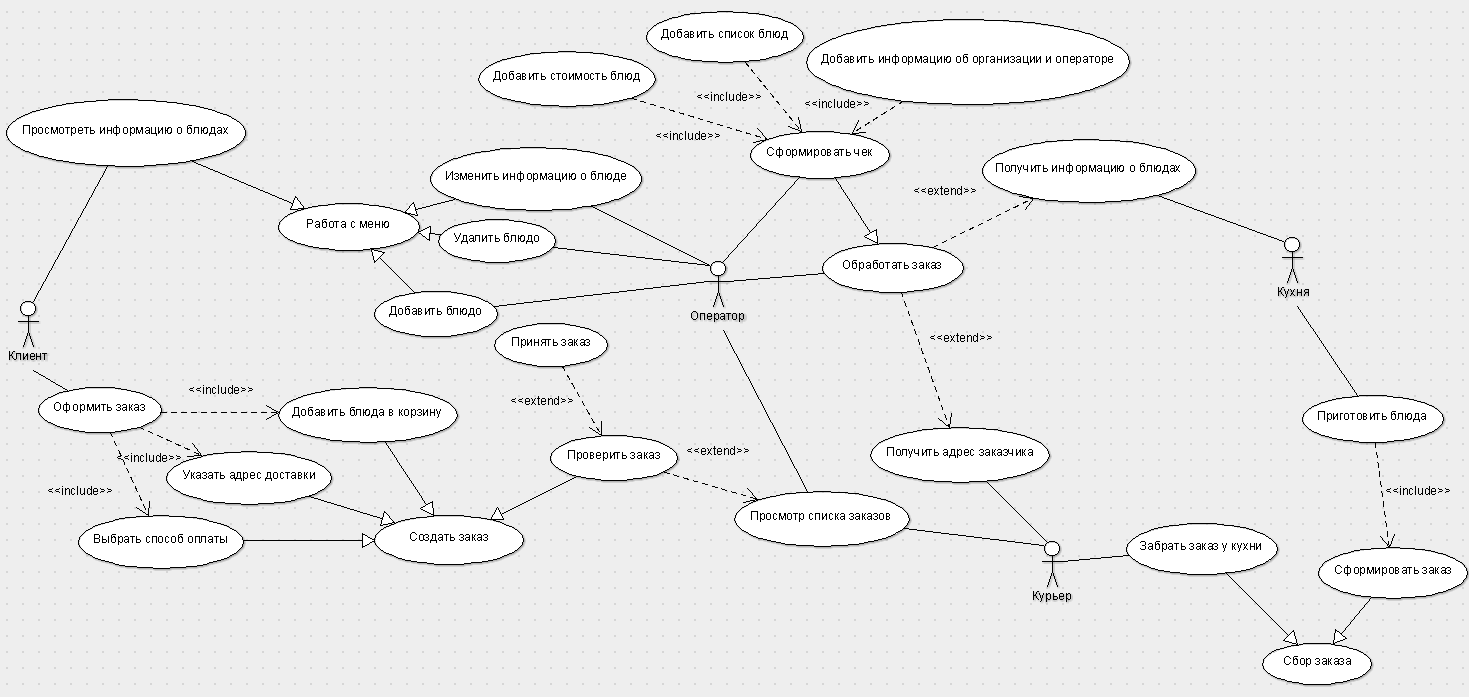 Добавить список блюд
Добавить информацию об организации и операторе
Добавить стоимость блюд
<<include>>
<<include>>
<<include>>
Просмотреть информацию о блюдах
Сформировать чек
Получить информацию о блюдах
Изменить информацию о блюде
<<extend>>
Работа с меню
Удалить блюдо
Обработать заказ
Кухня
Добавить блюдо
Оператор
Принять заказ
<<extend>>
Клиент
<<include>>
Оформить заказ
Добавить блюда в корзину
<<extend>>
Приготовить блюда
Проверить заказ
<<extend>>
Получить адрес заказчика
<<include>>
Указать адрес доставки
<<include>>
<<include>>
Просмотр списка заказов
Выбрать способ оплаты
Создать заказ
Забрать заказ у кухни
Сформировать заказ
Курьер
Сбор заказа